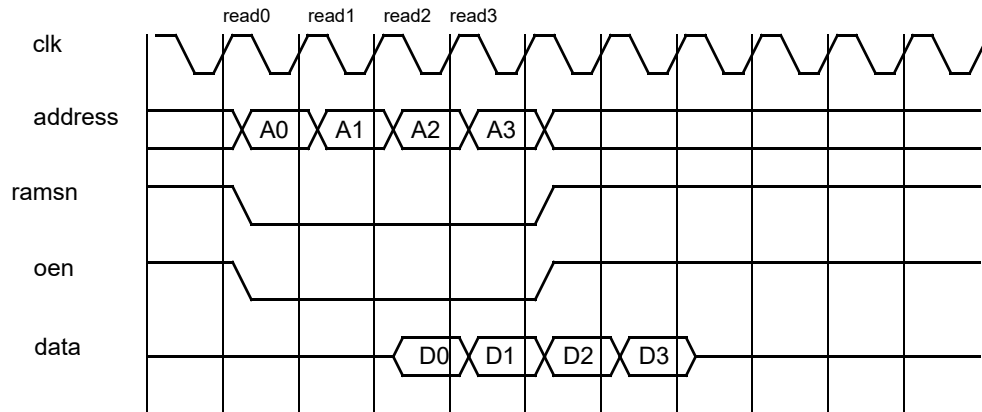 read0 read1 read2 read3
clk
address A0 A1 A2 A3
ramsn
oen
data D0 D1 D2 D3